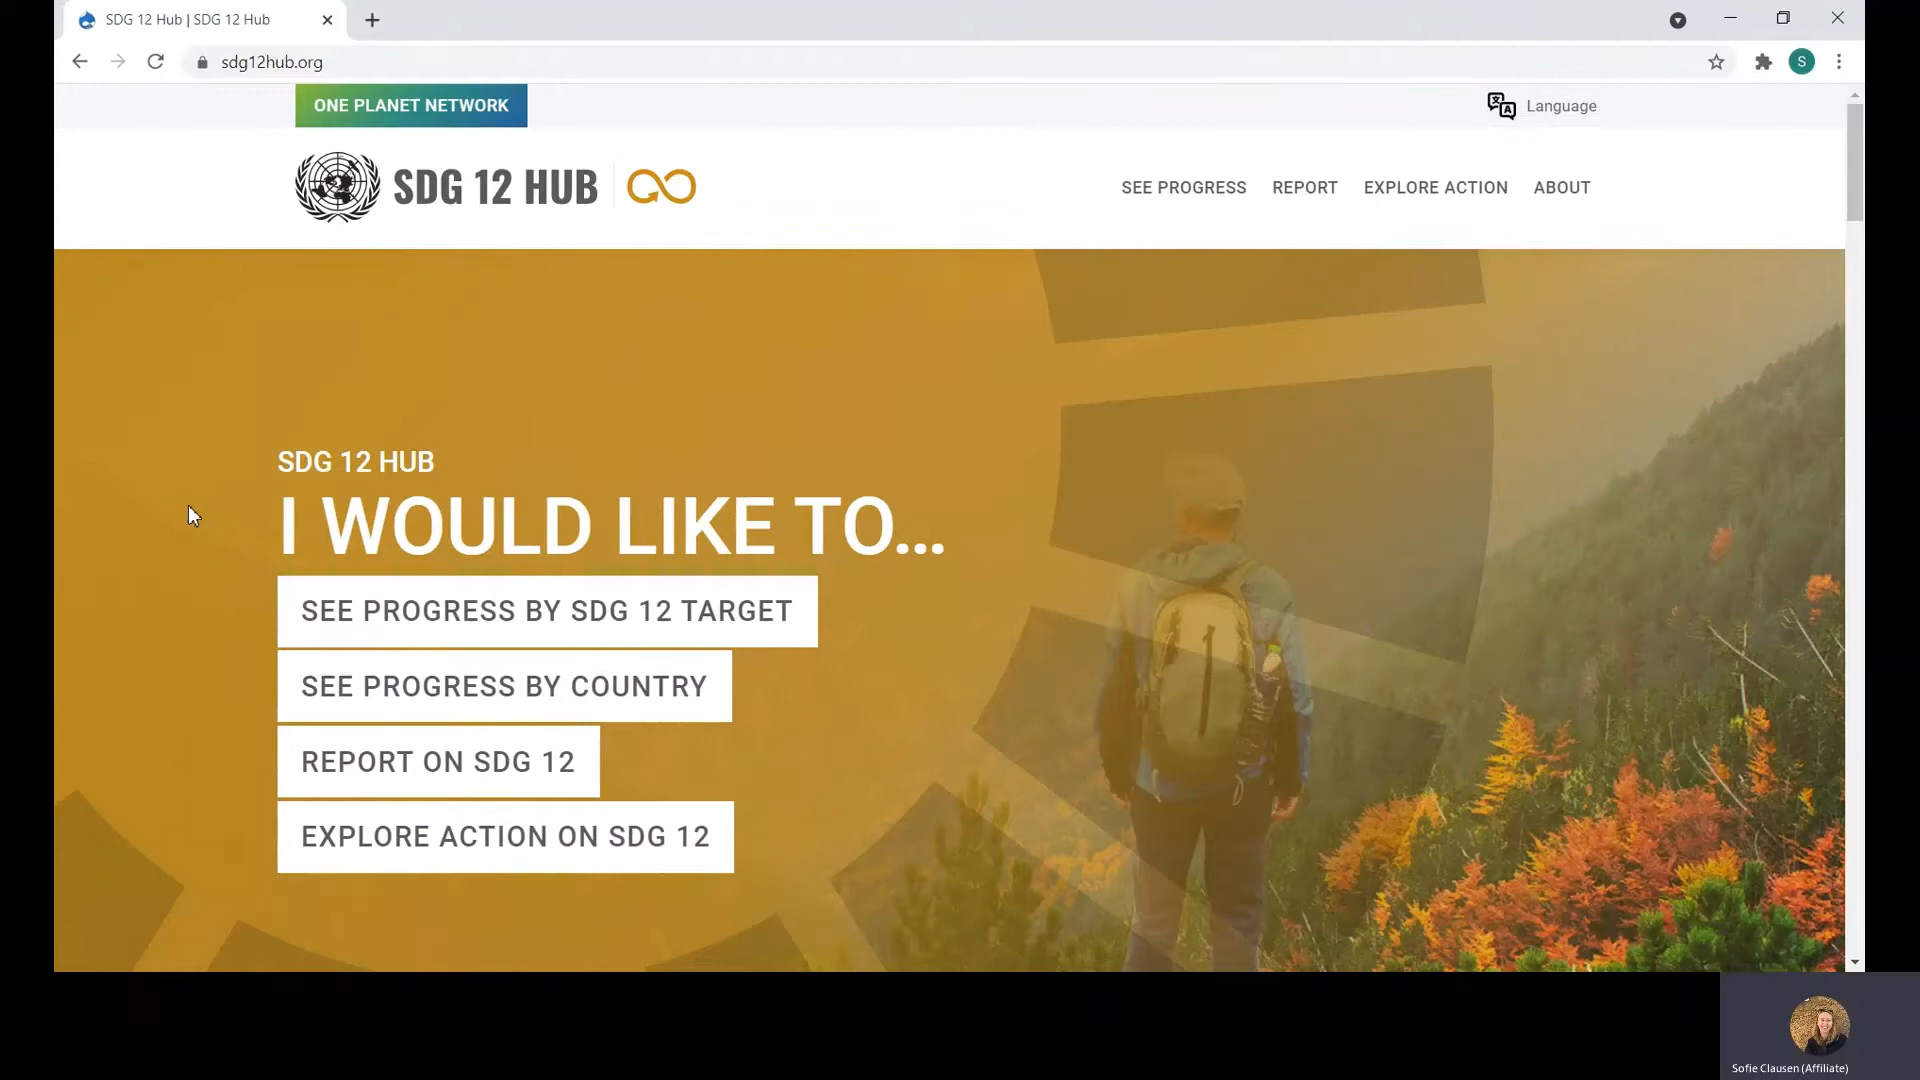 SDG 12 Hub | SDG 12 Hub
sdg12hub.org
S
ONE PLANET NETWORK
Language
SDG 12 HUB
SEE PROGRESS
REPORT
EXPLORE ACTION
ABOUT
SDG 12 HUB
I WOULD LIKE TO...
SEE PROGRESS BY SDG 12 TARGET
SEE PROGRESS BY COUNTRY
REPORT ON SDG 12
EXPLORE ACTION ON SDG 12
Sofie Clausen (Affiliate)